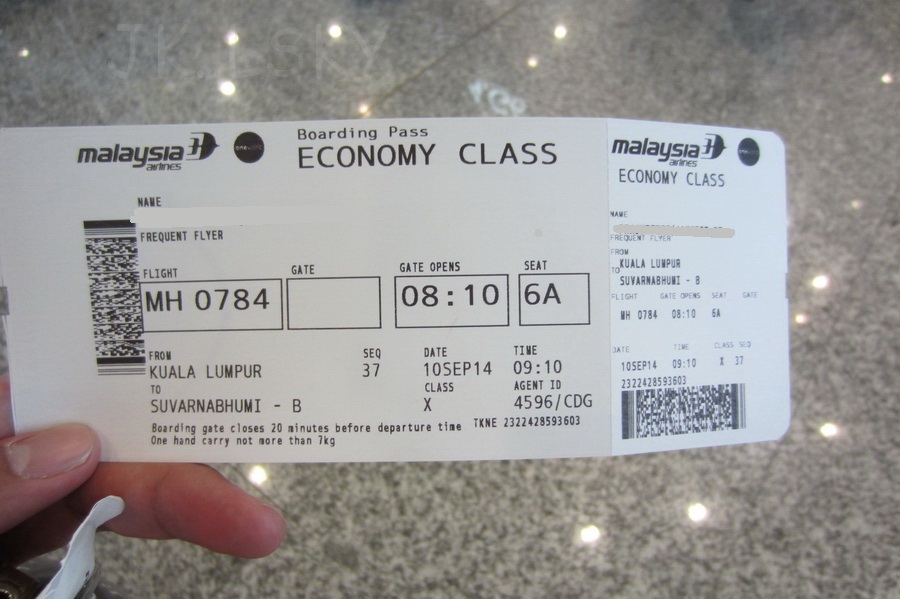 JK.LSKY
malaysia
airlines
Boarding Pass
ECONOMY CLASS
NAME
FREQUENT FLYER
FLIGHT GATE GATE OPENS SEAT
MH 0784 08:10 6A
FROM SEQ DATE TIME
KUALA LUMPUR 37 10SEP14 09:10
TO CLASS AGENT ID
SUVARNABHUMI - B X 4596/CDG
Boarding gate closes 20 minutes before departure time TKNE 2322428593603
One hand carry not more than 7kg
malaysia
airlines
ECONOMY CLASS
NAME
FREQUENT FLYER
FROM
KUALA LUMPUR
TO
SUVARNABHUMI - B
FLIGHT GATE OPENS SEAT GATE
MH 0784 08:10 6A
DATE TIME CLASS SEQ
10SEP14 09:10 X 37
2322428593603